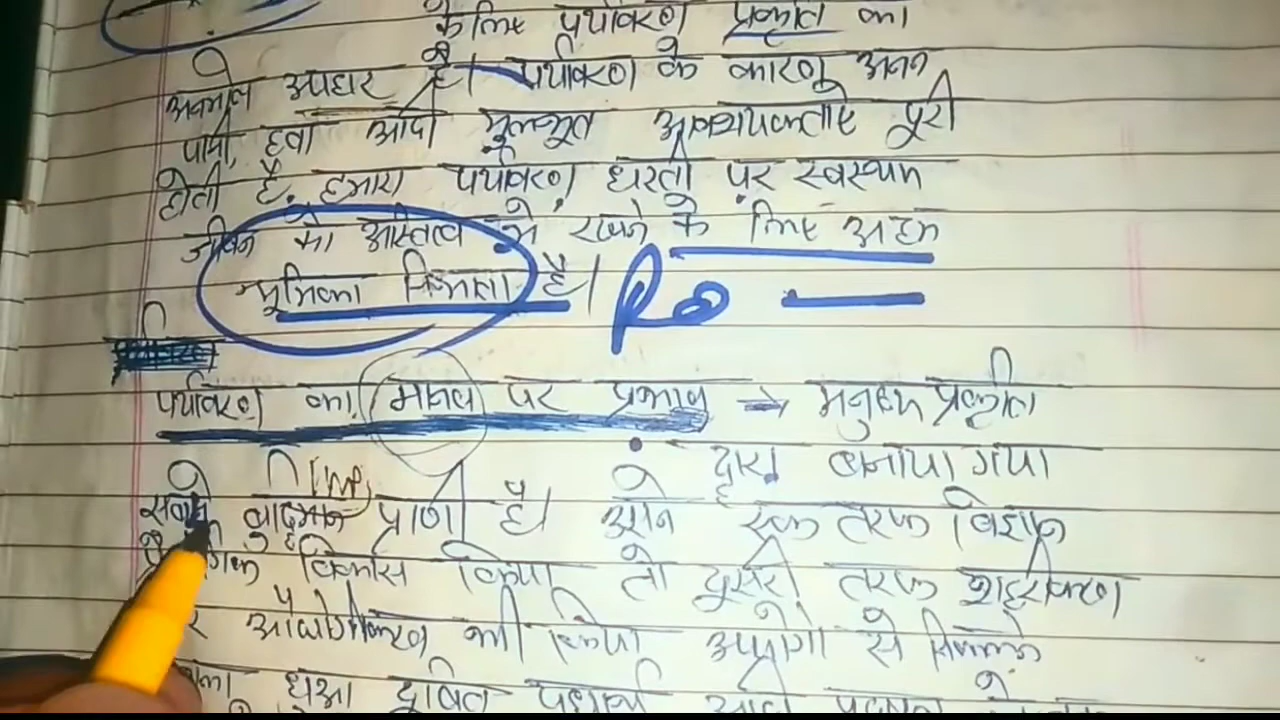 के लिए पर्यावरण प्रकृति का
अनमोल उपहार है। पर्यावरण के कारण अन्न
पानी, हवा आदी मुलभूत आवश्यकताऐ पुरी
होती है. हमारा पर्यावरण धरती पर स्वस्थ्य
जीवन को अस्तित्व मे रखने के लिए अहम
भूमिका निभाता है।
पर्यावरण का मानव पर प्रभाव → मनुष्य प्रकृति
द्वारा बनाया गया
सबसे बुद्धिमान प्राणी है। उसने एक तरफ विज्ञान
विकास किया तो दुसरी तरफ शहरीकरण
औद्योगिकरण भी किया उद्योगो से निकलने
धुआ दुषित पदार्थ